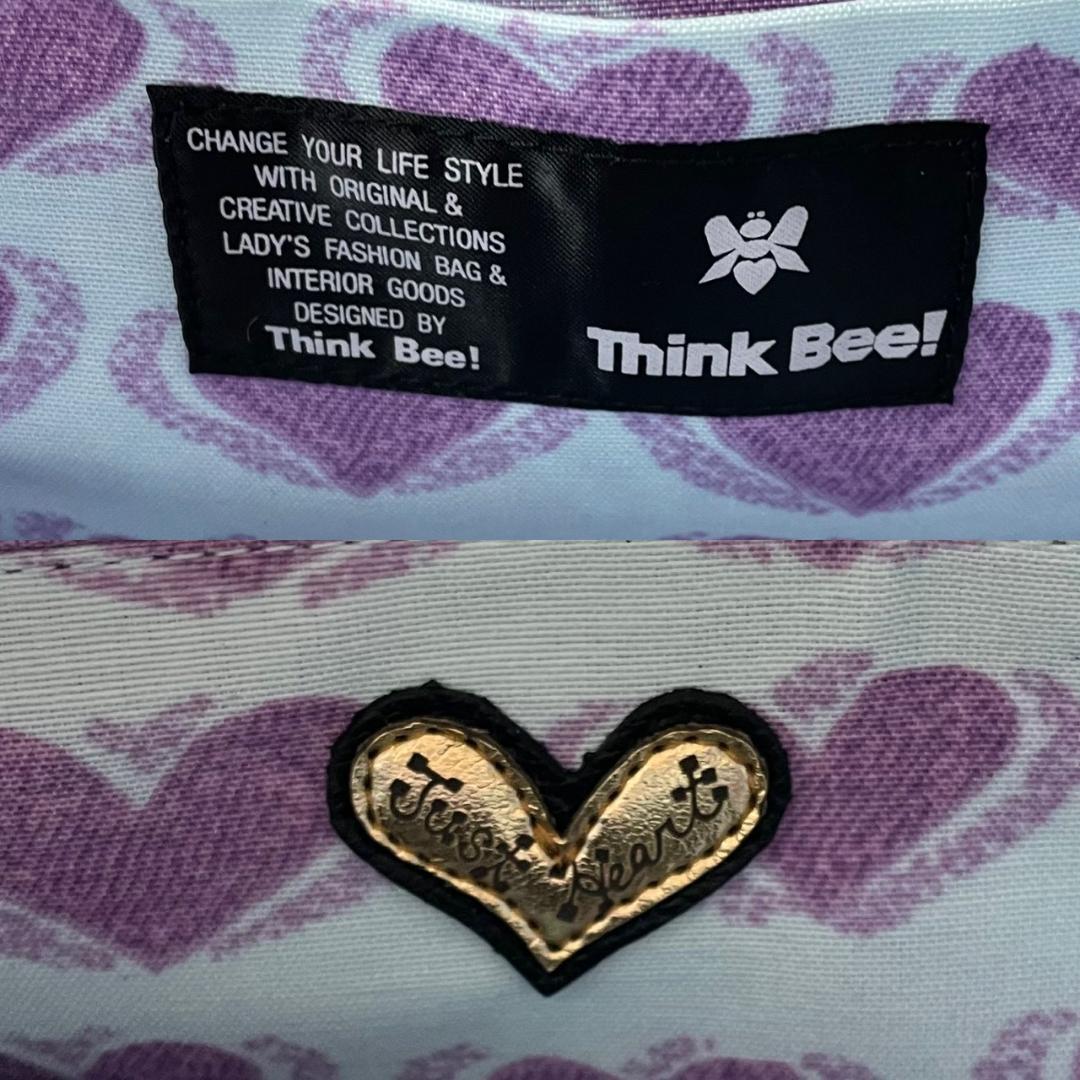 CHANGE YOUR LIFE STYLE
WITH ORIGINAL &
CREATIVE COLLECTIONS
LADY'S FASHION BAG &
INTERIOR GOODS
DESIGNED BY
Think Bee!
Think Bee!
Just Heart